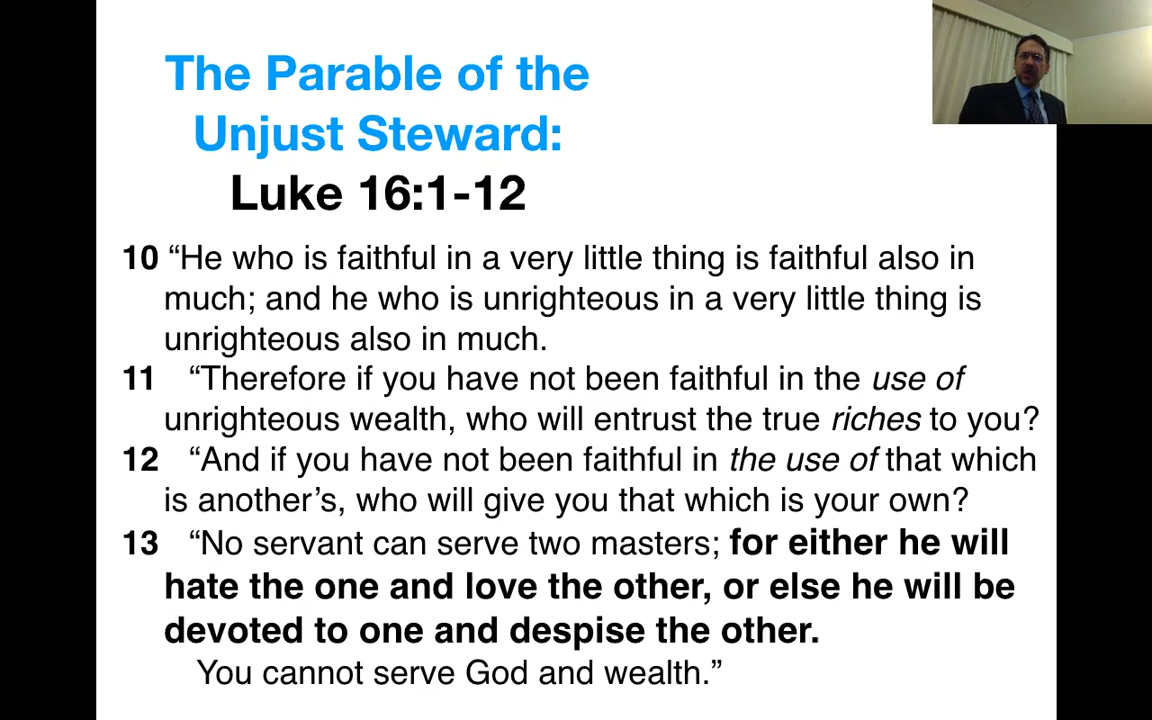 The Parable of the
Unjust Steward:
Luke 16:1-12
10 “He who is faithful in a very little thing is faithful also in
much; and he who is unrighteous in a very little thing is
unrighteous also in much.
11 “Therefore if you have not been faithful in the use of
unrighteous wealth, who will entrust the true riches to you?
12 “And if you have not been faithful in the use of that which
is another’s, who will give you that which is your own?
13 “No servant can serve two masters; for either he will
hate the one and love the other, or else he will be
devoted to one and despise the other.
You cannot serve God and wealth.”